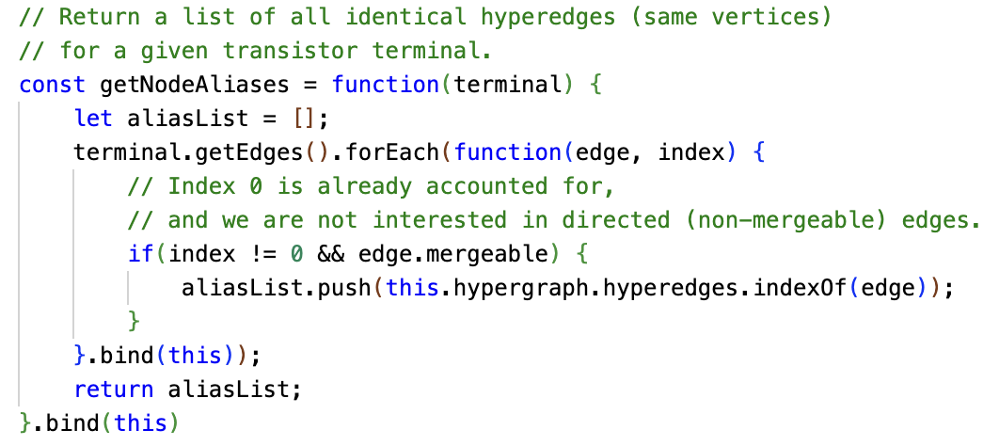 // Return a list of all identical hyperedges (same vertices)
// for a given transistor terminal.
const getNodeAliases = function(terminal) {
    let aliasList = [];
    terminal.getEdges().forEach(function(edge, index) {
        // Index 0 is already accounted for,
        // and we are not interested in directed (non-mergeable) edges.
        if(index != 0 && edge.mergeable) {
            aliasList.push(this.hypergraph.hyperedges.indexOf(edge));
        }
    }.bind(this));
    return aliasList;
}.bind(this)